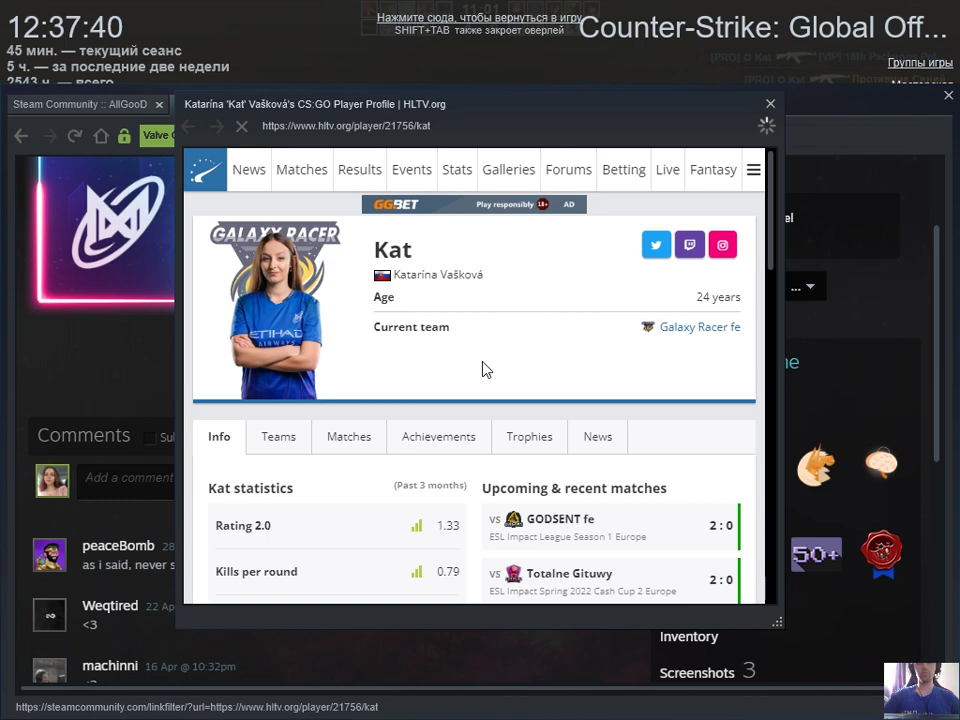 12:37:40
45 мин. — текущий сеанс
5 ч. — за последние две недели
2543 ч. — всего
Нажмите сюда, чтобы вернуться в игру
SHIFT+TAB также закроет оверлей
Counter-Strike: Global Off...
Группы игры
Steam Community :: AllGooD
Valve
Katarína 'Kat' Vašková's CS:GO Player Profile | HLTV.org
https://www.hltv.org/player/21756/kat
News
Matches
Results
Events
Stats
Galleries
Forums
Betting
Live
Fantasy
GGBET
Play responsibly 18+ AD
GALAXY RACER
ETIHAD
AIRWAYS
Kat
Katarína Vašková
Age 24 years
Current team Galaxy Racer fe
Info
Teams
Matches
Achievements
Trophies
News
Kat statistics (Past 3 months)
Rating 2.0 1.33
Kills per round 0.79
Upcoming & recent matches
vs GODSENT fe 2 : 0
ESL Impact League Season 1 Europe
vs Totalne Gituwy 2 : 0
ESL Impact Spring 2022 Cash Cup 2 Europe
Comments
Add a comment
peaceBomb 28
as i said, never s
Weqtired 22 Ap
<3
machinni 16 Apr @ 10:32pm
50+
Inventory
Screenshots 3
https://steamcommunity.com/linkfilter/?url=https://www.hltv.org/player/21756/kat